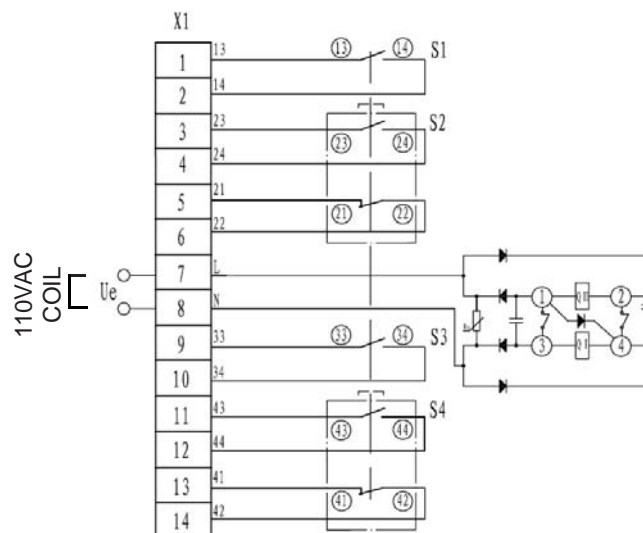 X1
1 13 13 14 S1
2 14
3 23 S2
23 24
4 24
5 21
21 22
6 22
110VAC COIL
Ue
7 L
8 N
1 2
3 4
9 33 33 34 S3
10 34
11 43 S4
43 44
12 44
13 41
41 42
14 42